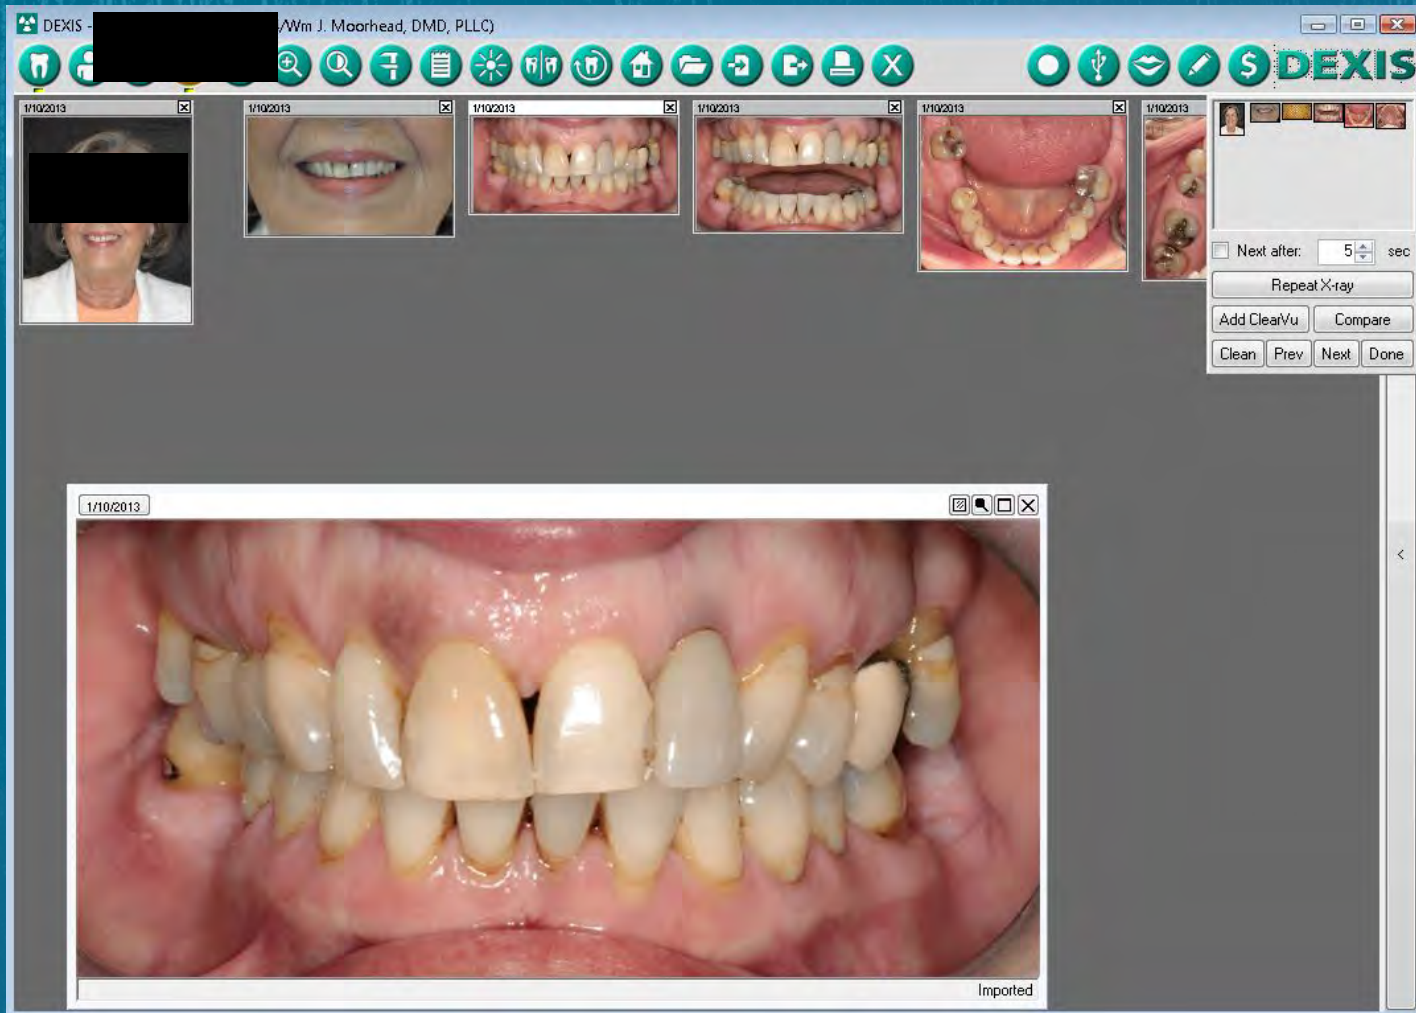 DEXIS - /Wm J. Moorhead, DMD, PLLC)
$ DEXIS
1/10/2013
1/10/2013
1/10/2013
1/10/2013
1/10/2013
1/10/2013
Next after: 5 sec
Repeat X-ray
Add ClearVu Compare
Clean Prev Next Done
1/10/2013
Imported